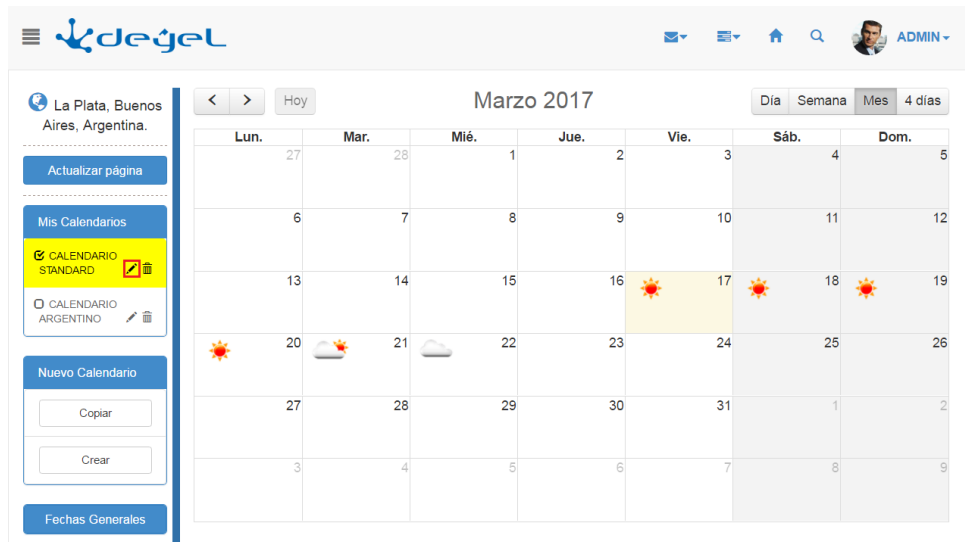 deyel
ADMIN
La Plata, Buenos
Aires, Argentina.
Actualizar página
Mis Calendarios
CALENDARIO
STANDARD
CALENDARIO
ARGENTINO
Nuevo Calendario
Copiar
Crear
Fechas Generales
Hoy
Marzo 2017
Día Semana Mes 4 días
Lun. Mar. Mié. Jue. Vie. Sáb. Dom.
27 28 1 2 3 4 5
6 7 8 9 10 11 12
13 14 15 16 17 18 19
20 21 22 23 24 25 26
27 28 29 30 31 1 2
3 4 5 6 7 8 9